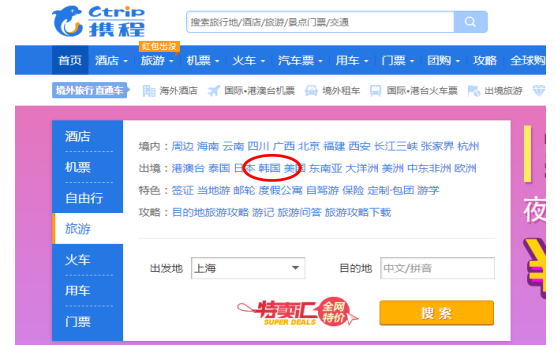 Ctrip
携程
搜索旅行地/酒店/旅游/景点门票/交通
红包出没
首页 酒店 旅游 机票 火车 汽车票 用车 门票 团购 攻略 全球购
境外旅行直通车 海外酒店 国际•港澳台机票 境外租车 国际•港台火车票 出境旅游
酒店
机票
自由行
旅游
火车
用车
门票
境内：周边 海南 云南 四川 广西 北京 福建 西安 长江三峡 张家界 杭州
出境：港澳台 泰国 日本 韩国 美国 东南亚 大洋洲 美洲 中东非洲 欧洲
特色：签证 当地游 邮轮 度假公寓 自驾游 保险 定制·包团 游学
攻略：目的地旅游攻略 游记 旅游问答 旅游攻略下载
出发地 上海 目的地 中文/拼音
特卖汇 全网特价
SUPER DEALS
搜索
夜
¥